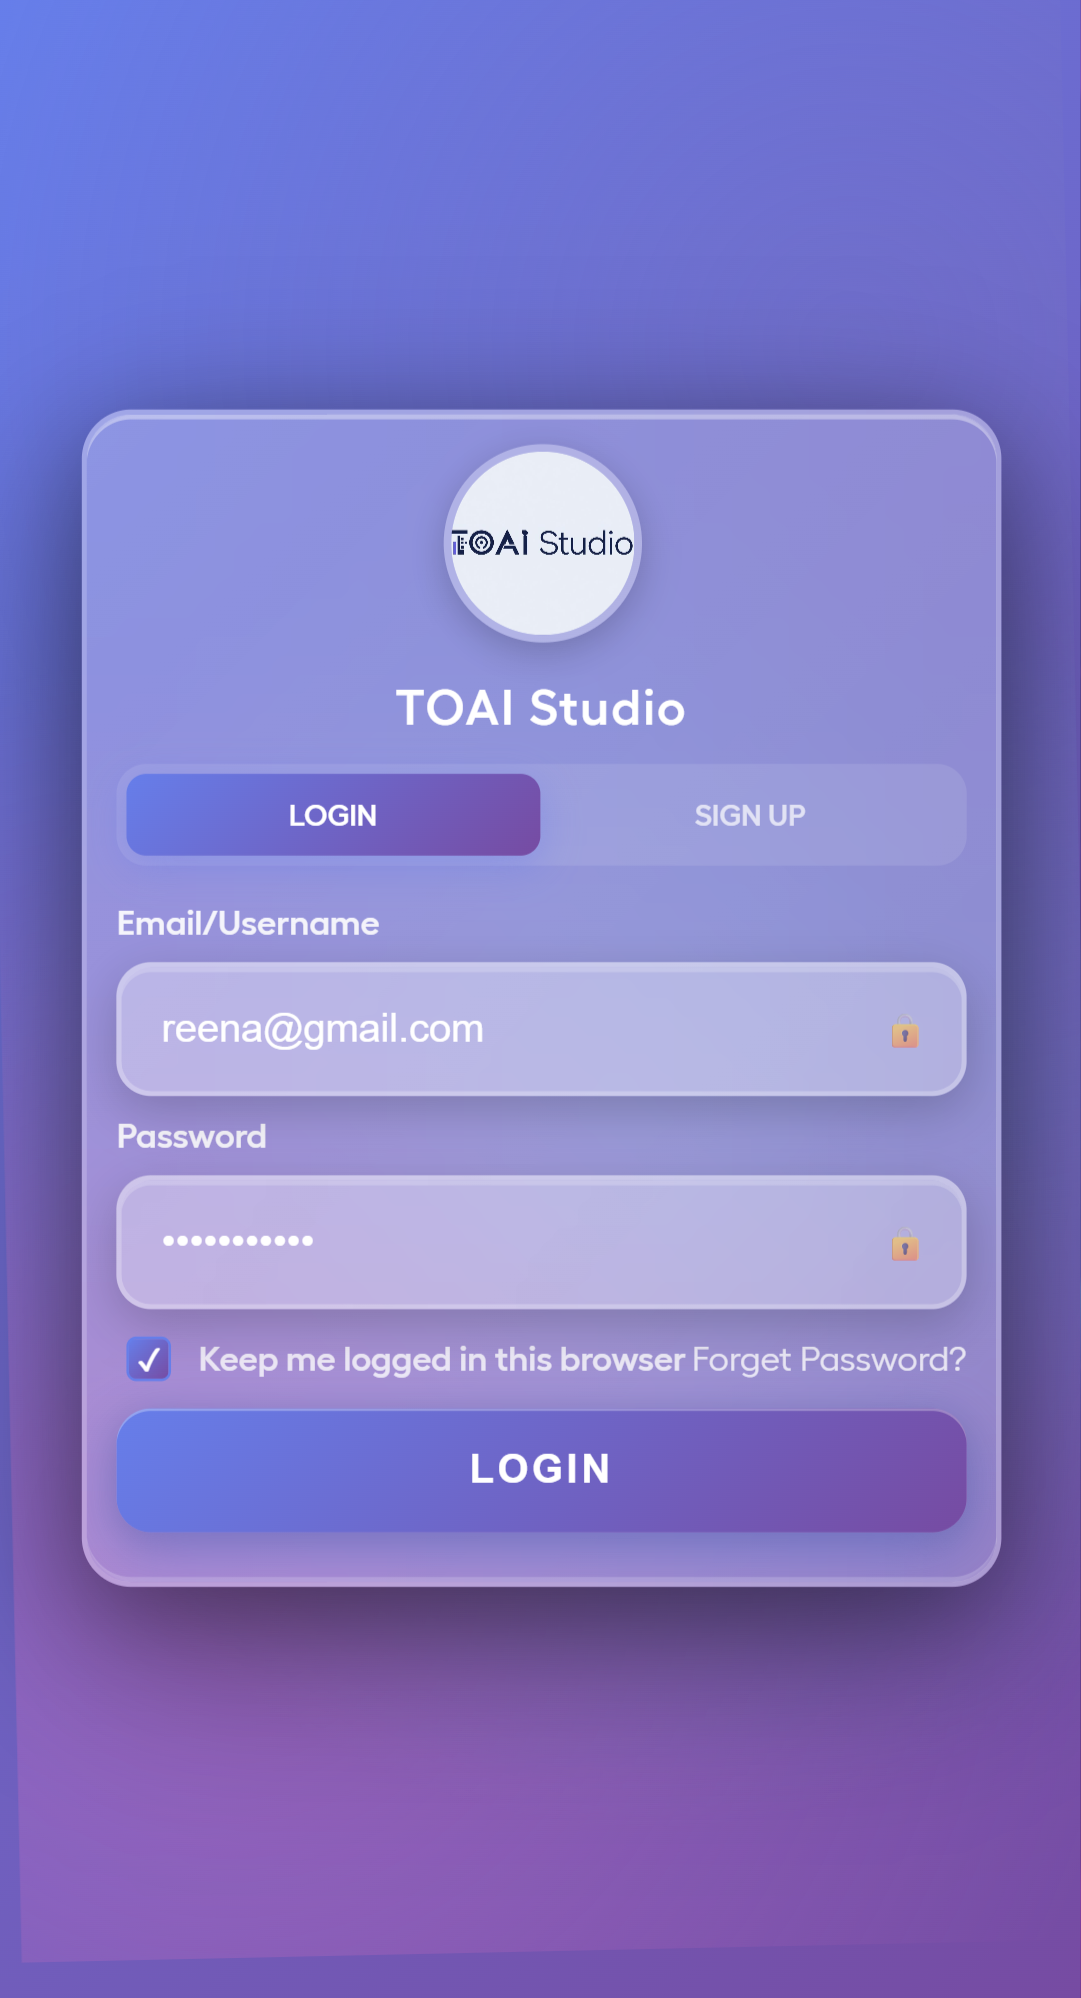 TOAI Studio
TOAI Studio
LOGIN SIGN UP
Email/Username
reena@gmail.com
Password
•••••••••••
Keep me logged in this browser Forget Password?
LOGIN